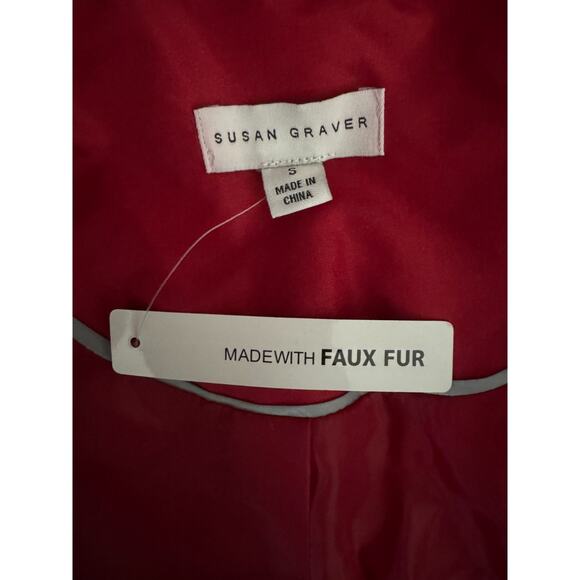 SUSAN GRAVER
S
MADE IN
CHINA
MADEWITH FAUX FUR